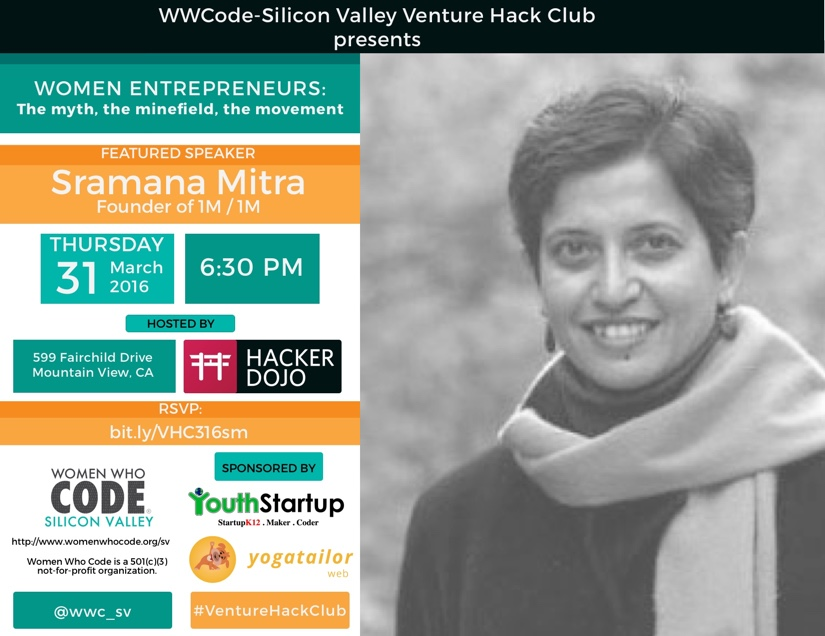 WWCode-Silicon Valley Venture Hack Club
presents
WOMEN ENTREPRENEURS:
The myth, the minefield, the movement
FEATURED SPEAKER
Sramana Mitra
Founder of 1M / 1M
THURSDAY
31 March
2016
6:30 PM
HOSTED BY
599 Fairchild Drive
Mountain View, CA
HACKER
DOJO
RSVP:
bit.ly/VHC316sm
WOMEN WHO
CODE®
SILICON VALLEY
http://www.womenwhocode.org/sv
Women Who Code is a 501(c)(3)
not-for-profit organization.
SPONSORED BY
YouthStartup
StartupK12 . Maker . Coder
yogatailor
web
@wwc_sv
#VentureHackClub